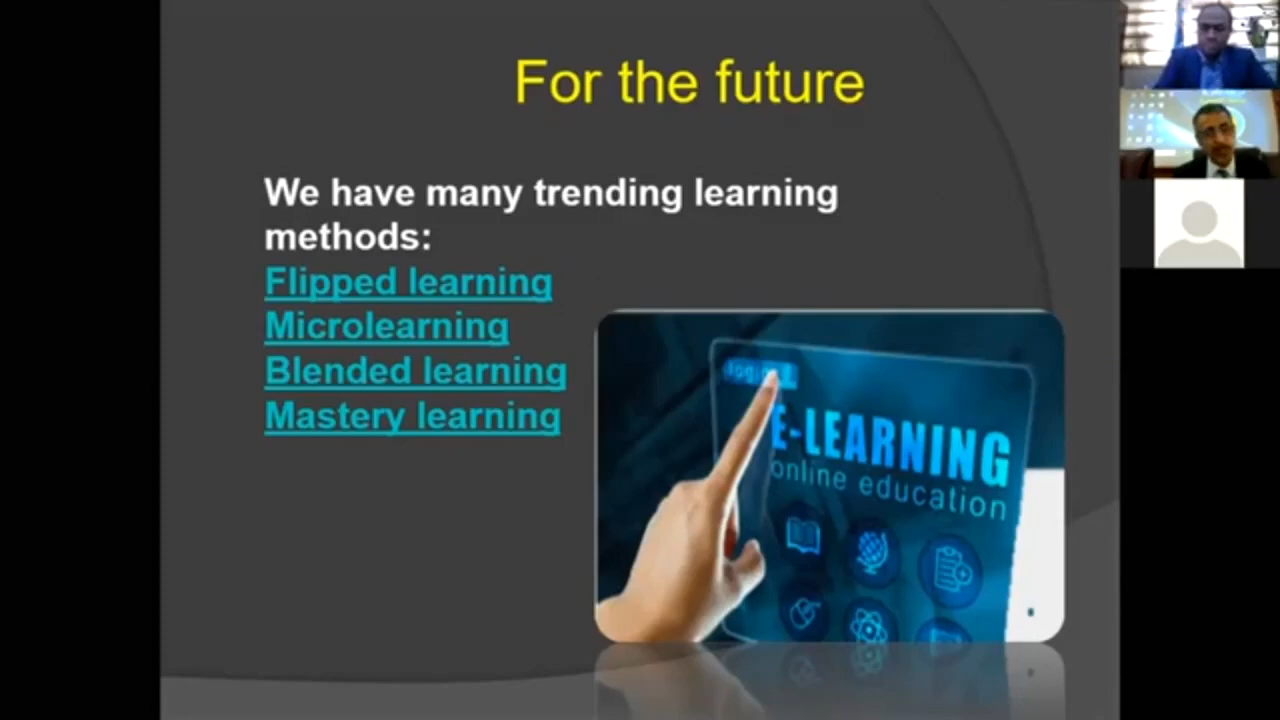 For the future
We have many trending learning
methods:
Flipped learning
Microlearning
Blended learning
Mastery learning
E-LEARNING
online education